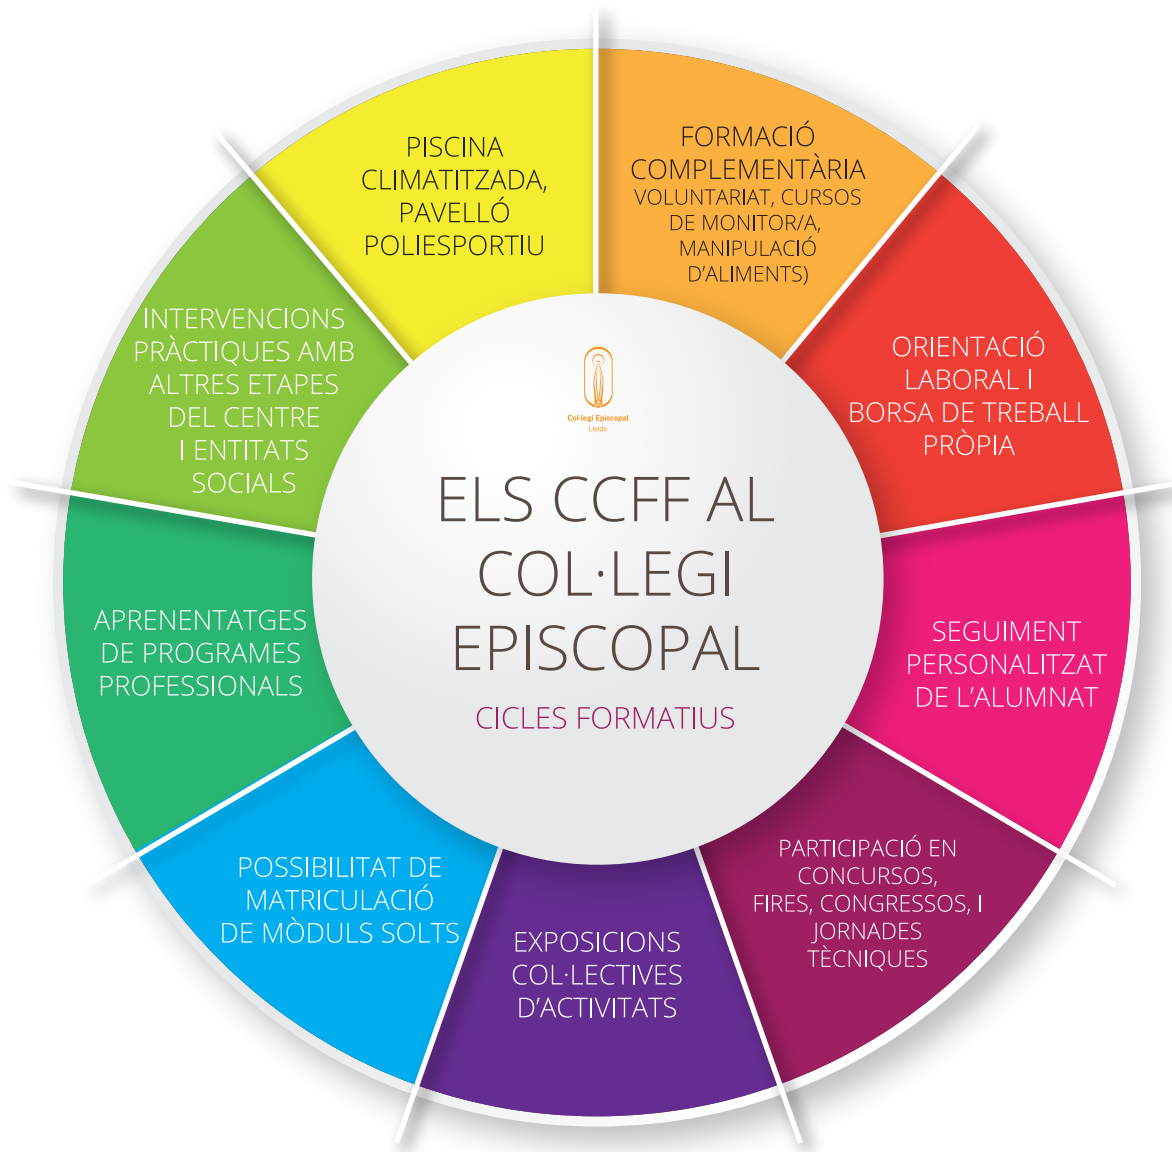 PISCINA
CLIMATITZADA,
PAVELLÓ
POLIESPORTIU
FORMACIÓ
COMPLEMENTÀRIA
VOLUNTARIAT, CURSOS
DE MONITOR/A,
MANIPULACIÓ
D'ALIMENTS)
ORIENTACIÓ
LABORAL I
BORSA DE TREBALL
PRÒPIA
SEGUIMENT
PERSONALITZAT
DE L'ALUMNAT
PARTICIPACIÓ EN
CONCURSOS,
FIRES, CONGRESSOS, I
JORNADES
TÈCNIQUES
EXPOSICIONS
COL·LECTIVES
D'ACTIVITATS
POSSIBILITAT DE
MATRICULACIÓ
DE MÒDULS SOLTS
APRENENTATGES
DE PROGRAMES
PROFESSIONALS
INTERVENCIONS
PRÀCTIQUES AMB
ALTRES ETAPES
DEL CENTRE
I ENTITATS
SOCIALS
Col·legi Episcopal
Lleida
ELS CCFF AL
COL·LEGI
EPISCOPAL
CICLES FORMATIUS